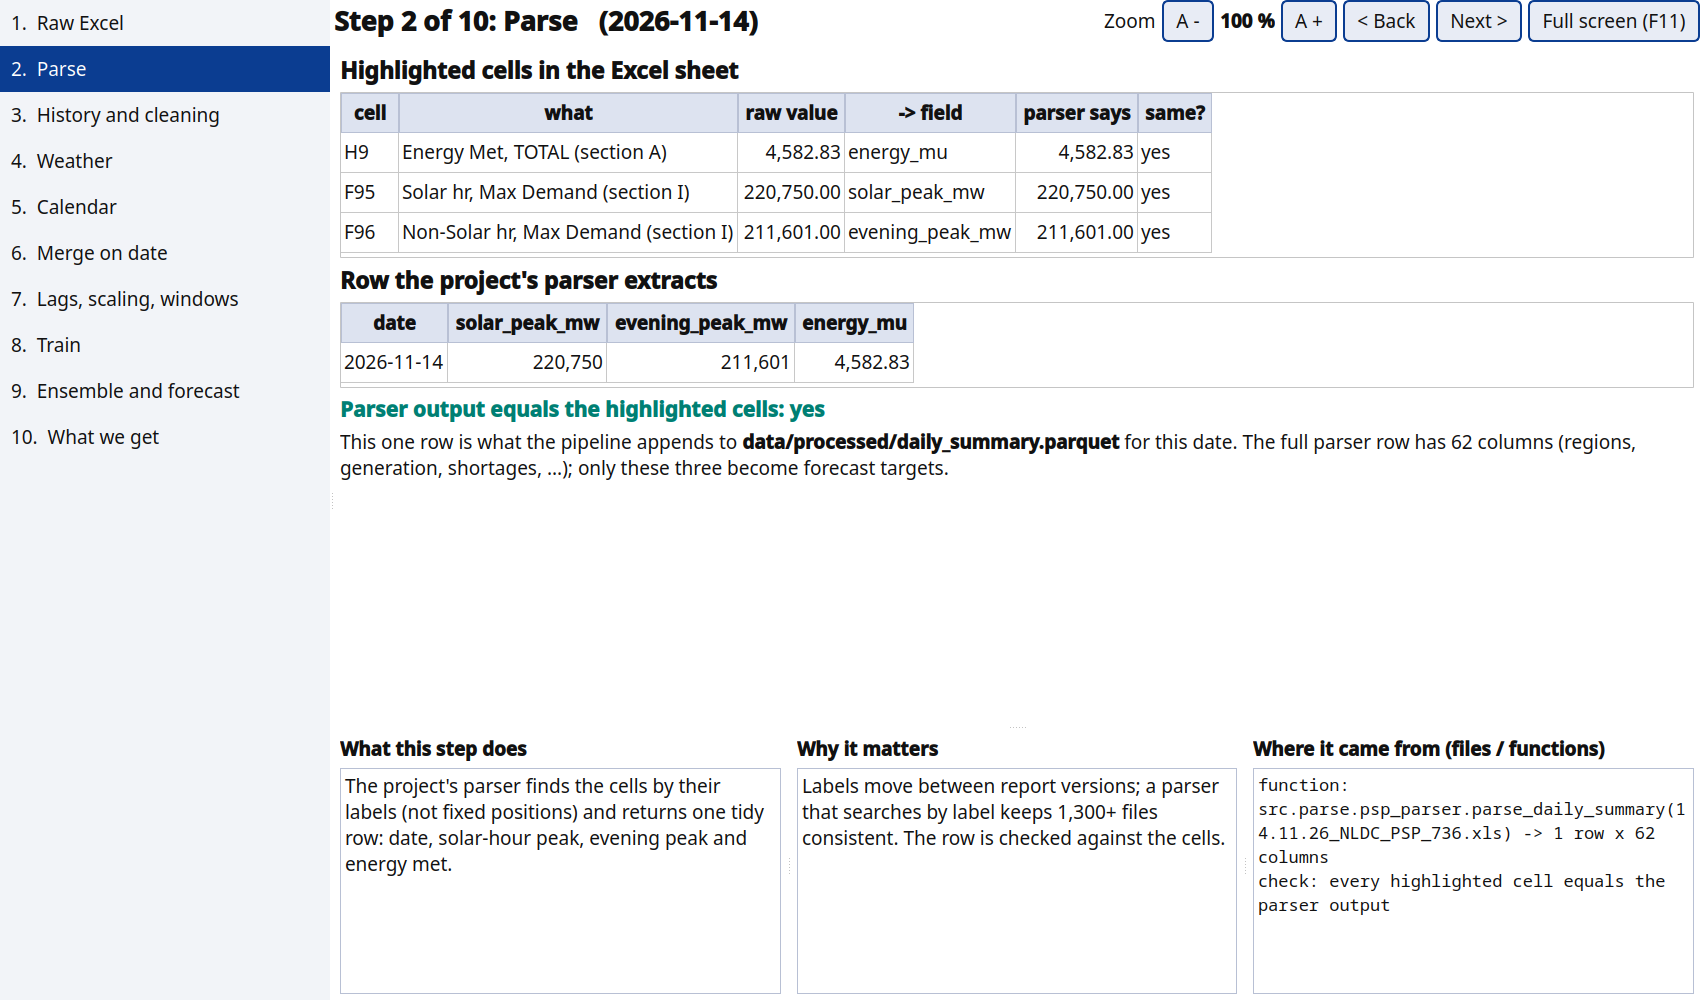 1. Raw Excel
2. Parse
3. History and cleaning
4. Weather
5. Calendar
6. Merge on date
7. Lags, scaling, windows
8. Train
9. Ensemble and forecast
10. What we get
Step 2 of 10: Parse (2026-11-14)
Zoom A - 100 % A + < Back Next > Full screen (F11)
Highlighted cells in the Excel sheet
cell what raw value -> field parser says same?
H9 Energy Met, TOTAL (section A) 4,582.83 energy_mu 4,582.83 yes
F95 Solar hr, Max Demand (section I) 220,750.00 solar_peak_mw 220,750.00 yes
F96 Non-Solar hr, Max Demand (section I) 211,601.00 evening_peak_mw 211,601.00 yes
Row the project's parser extracts
date solar_peak_mw evening_peak_mw energy_mu
2026-11-14 220,750 211,601 4,582.83
Parser output equals the highlighted cells: yes
This one row is what the pipeline appends to data/processed/daily_summary.parquet for this date. The full parser row has 62 columns (regions,
generation, shortages, ...); only these three become forecast targets.
What this step does
The project's parser finds the cells by their
labels (not fixed positions) and returns one tidy
row: date, solar-hour peak, evening peak and
energy met.
Why it matters
Labels move between report versions; a parser
that searches by label keeps 1,300+ files
consistent. The row is checked against the cells.
Where it came from (files / functions)
function:
src.parse.psp_parser.parse_daily_summary(1
4.11.26_NLDC_PSP_736.xls) -> 1 row x 62
columns
check: every highlighted cell equals the
parser output